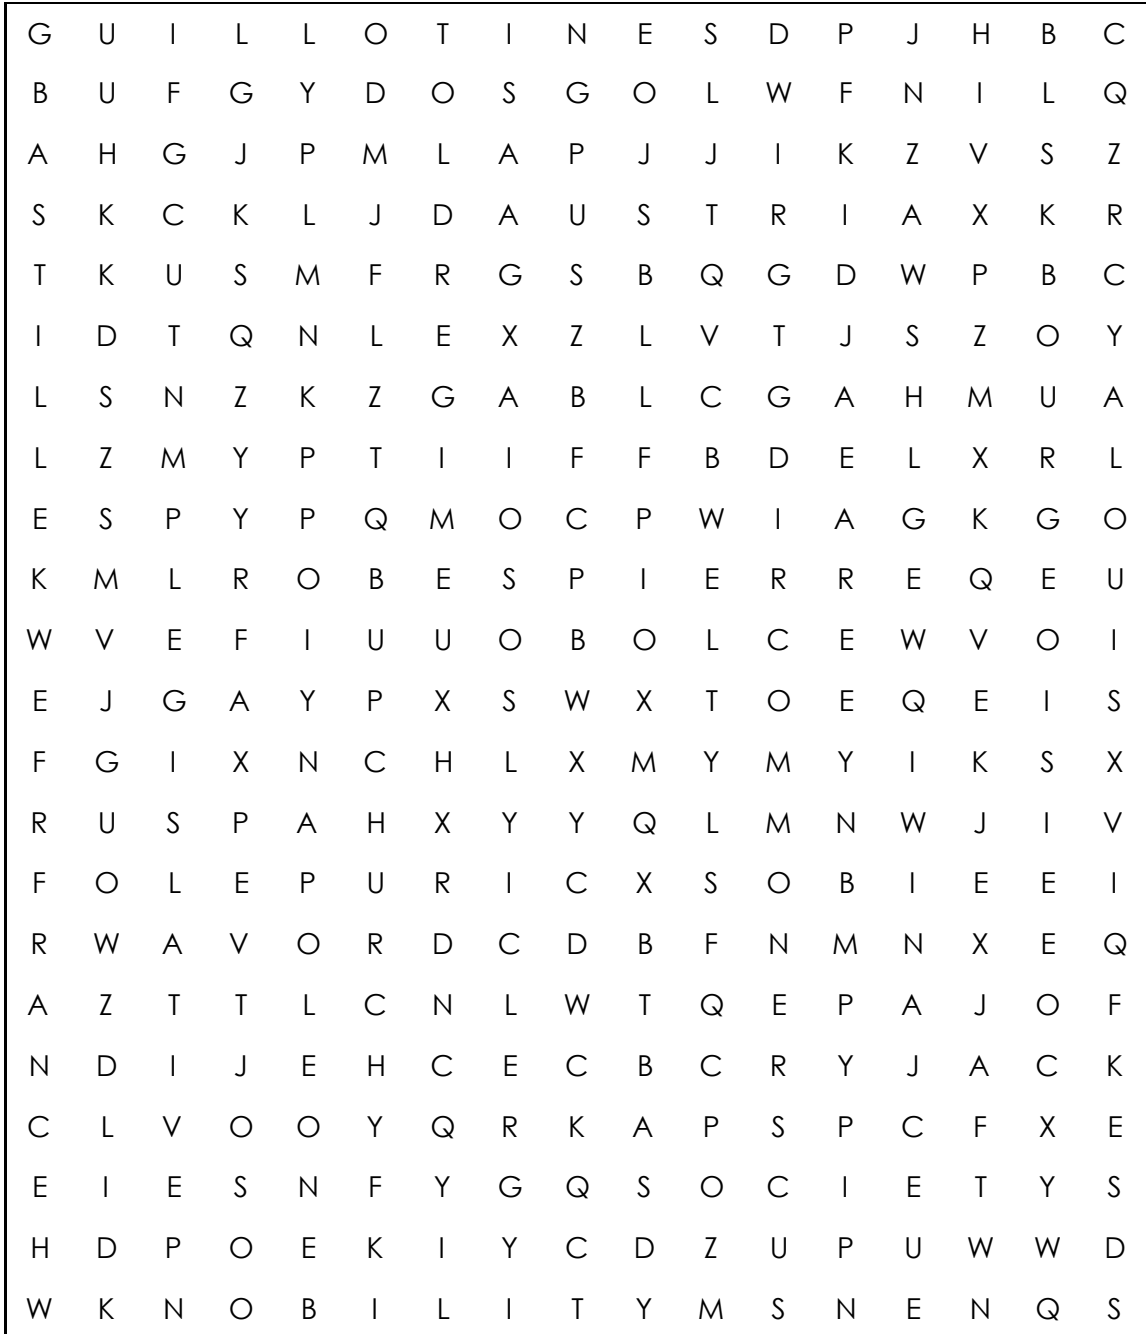 G U I L L O T I N E S D P J H B C
B U F G Y D O S G O L W F N I L Q
A H G J P M L A P J J I K Z V S Z
S K C K L J D A U S T R I A X K R
T K U S M F R G S B Q G D W P B C
I D T Q N L E X Z L V T J S Z O Y
L S N Z K Z G A B L C G A H M U A
L Z M Y P T I I F F B D E L X R L
E S P Y P Q M O C P W I A G K G O
K M L R O B E S P I E R R E Q E U
W V E F I U U O B O L C E W V O I
E J G A Y P X S W X T O E Q E I S
F G I X N C H L X M Y M Y I K S X
R U S P A H X Y Y Q L M N W J I V
F O L E P U R I C X S O B I E E I
R W A V O R D C D B F N M N X E Q
A Z T T L C N L W T Q E P A J O F
N D I J E H C E C B C R Y J A C K
C L V O O Y Q R K A P S P C F X E
E I E S N F Y G Q S O C I E T Y S
H D P O E K I Y C D Z U P U W W D
W K N O B I L I T Y M S N E N Q S